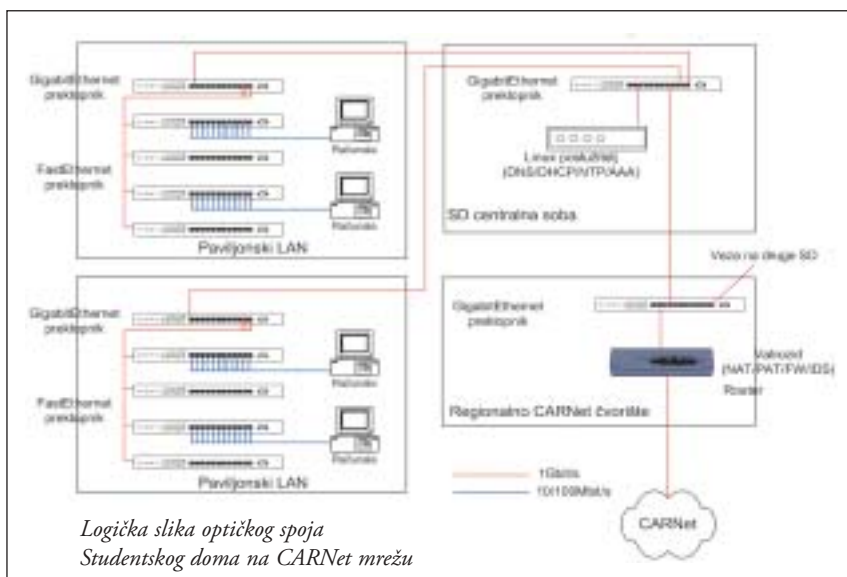 GigabitEthernet
preklopnik
FastEthernet
preklopnik
Računalo
Računalo
Paviljonski LAN
GigabitEthernet
preklopnik
FastEthernet
preklopnik
Računalo
Računalo
Paviljonski LAN
GigabitEthernet
preklopnik
Linux poslužitelj
(DNS/DHCP/NTP/AAA)
SD centralna soba
Veza na druge SD
GigabitEthernet
preklopnik
Vatrozid
(NAT/PAT/FW/IDS)
Router
Regionalno CARNet čvorište
10/100Mbit/s
CARNet
Logička slika optičkog spoja
Studentskog doma na CARNet mrežu